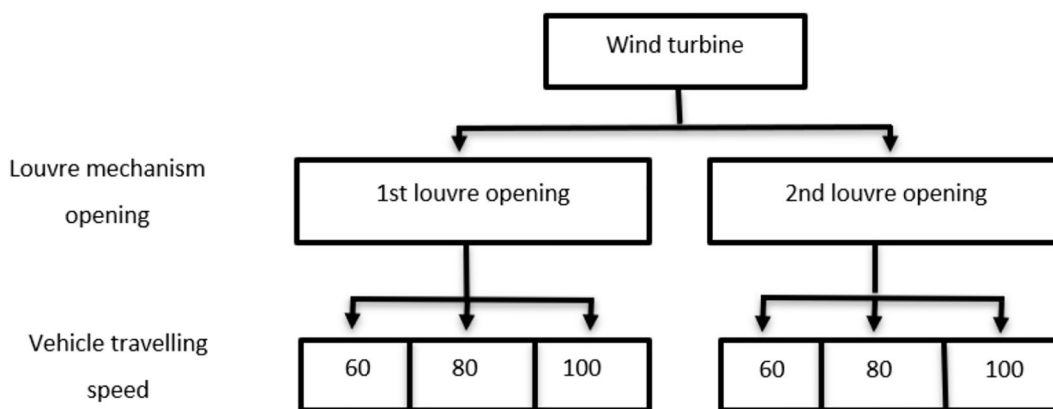 Wind turbine
Louvre mechanism
opening
1st louvre opening
2nd louvre opening
Vehicle travelling
speed
60
80
100
60
80
100